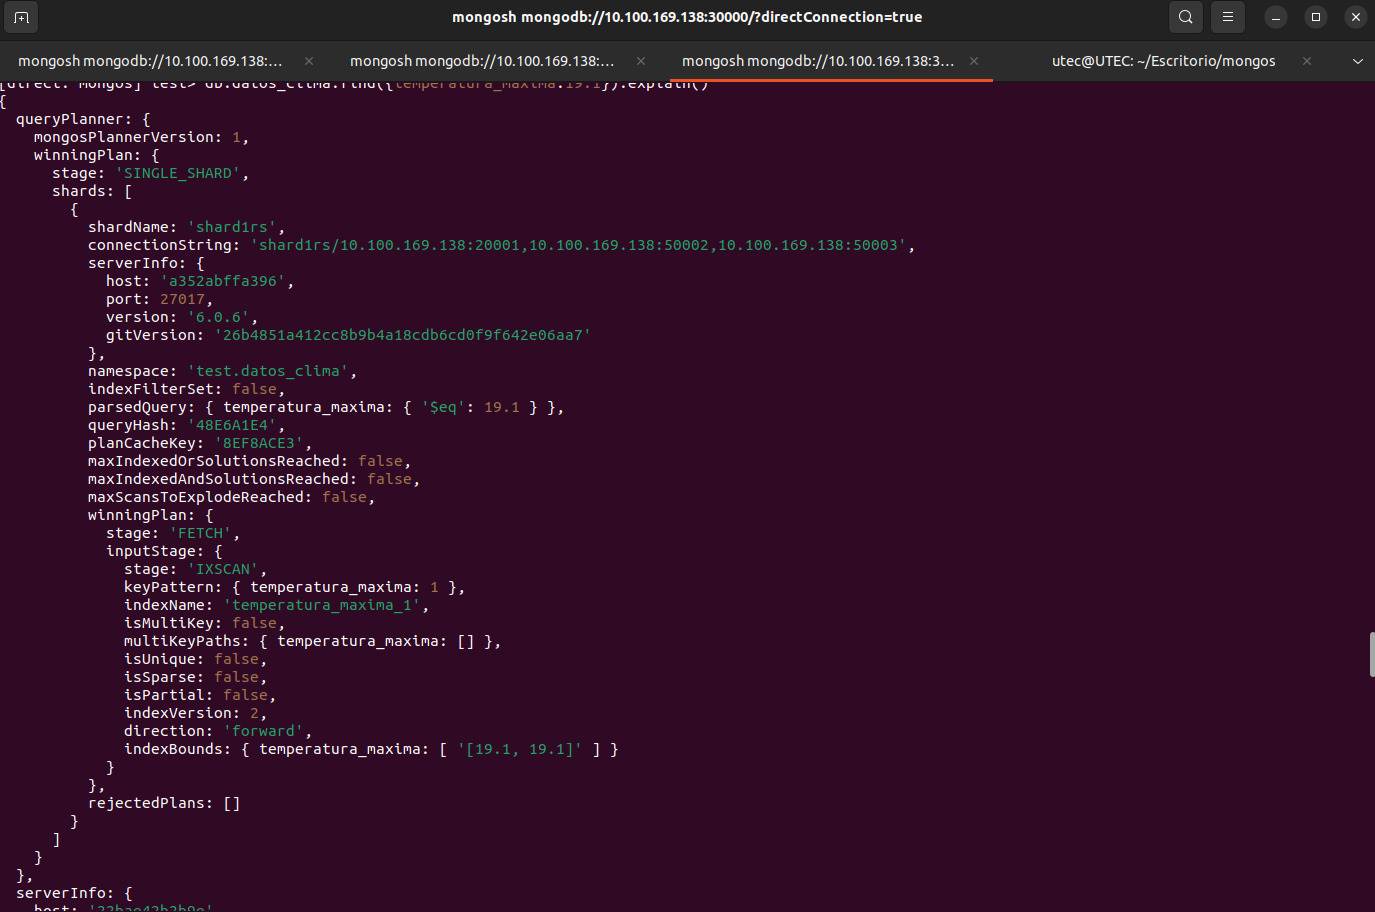 mongosh mongodb://10.100.169.138:30000/?directConnection=true
mongosh mongodb://10.100.169.138:... mongosh mongodb://10.100.169.138:... mongosh mongodb://10.100.169.138:3... utec@UTEC: ~/Escritorio/mongos
[direct: mongos] test> db.datos_clima.find({temperatura_maxima:19.1}).explain()
{
  queryPlanner: {
    mongosPlannerVersion: 1,
    winningPlan: {
      stage: 'SINGLE_SHARD',
      shards: [
        {
          shardName: 'shard1rs',
          connectionString: 'shard1rs/10.100.169.138:20001,10.100.169.138:50002,10.100.169.138:50003',
          serverInfo: {
            host: 'a352abffa396',
            port: 27017,
            version: '6.0.6',
            gitVersion: '26b4851a412cc8b9b4a18cdb6cd0f9f642e06aa7'
          },
          namespace: 'test.datos_clima',
          indexFilterSet: false,
          parsedQuery: { temperatura_maxima: { '$eq': 19.1 } },
          queryHash: '48E6A1E4',
          planCacheKey: '8EF8ACE3',
          maxIndexedOrSolutionsReached: false,
          maxIndexedAndSolutionsReached: false,
          maxScansToExplodeReached: false,
          winningPlan: {
            stage: 'FETCH',
            inputStage: {
              stage: 'IXSCAN',
              keyPattern: { temperatura_maxima: 1 },
              indexName: 'temperatura_maxima_1',
              isMultiKey: false,
              multiKeyPaths: { temperatura_maxima: [] },
              isUnique: false,
              isSparse: false,
              isPartial: false,
              indexVersion: 2,
              direction: 'forward',
              indexBounds: { temperatura_maxima: [ '[19.1, 19.1]' ] }
            }
          },
          rejectedPlans: []
        }
      ]
    }
  },
  serverInfo: {
    host: